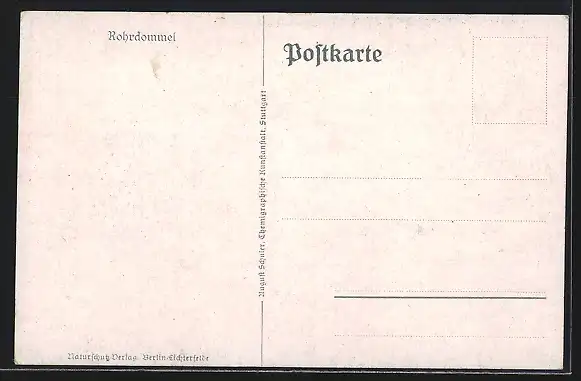 Rohrdommel
Postkarte
August Schuler, Chemigraphische Kunstanstalt, Stuttgart
Naturschutz Verlag Berlin-Lichterfelde